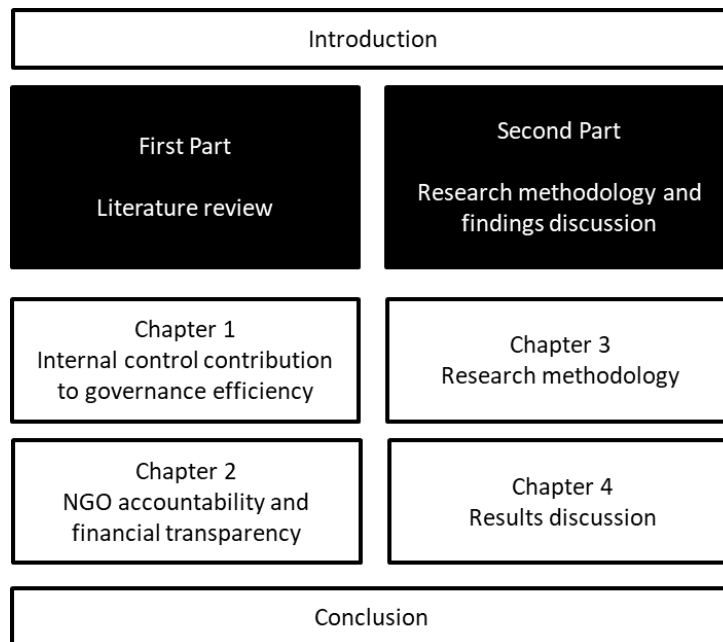 Introduction
First Part
Literature review
Second Part
Research methodology and
findings discussion
Chapter 1
Internal control contribution
to governance efficiency
Chapter 3
Research methodology
Chapter 2
NGO accountability and
financial transparency
Chapter 4
Results discussion
Conclusion